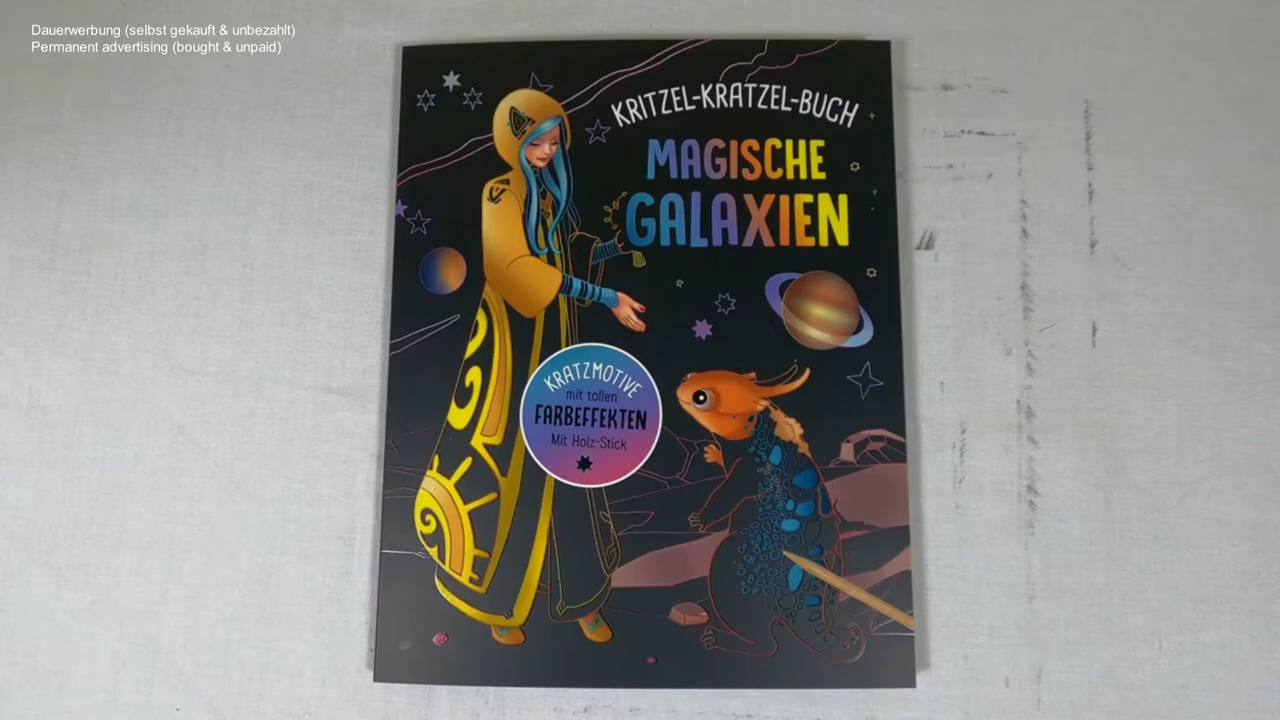 Dauerwerbung (selbst gekauft & unbezahlt)
Permanent advertising (bought & unpaid)
KRITZEL-KRATZEL-BUCH
MAGISCHE
GALAXIEN
KRATZMOTIVE
mit tollen
FARBEFFEKTEN
Mit Holz-Stick